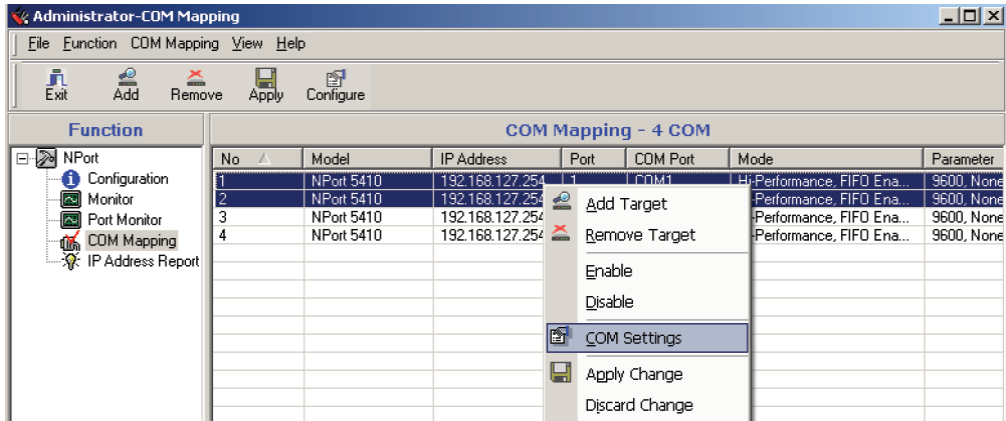 Administrator-COM Mapping
File Function COM Mapping View Help
Exit Add Remove Apply Configure
Function
COM Mapping - 4 COM
NPort
Configuration
Monitor
Port Monitor
COM Mapping
IP Address Report
No Model IP Address Port COM Port Mode Parameter
1 NPort 5410 192.168.127.254 1 COM1 Hi-Performance, FIFO Ena... 9600, None
2 NPort 5410 192.168.127.254 -Performance, FIFO Ena... 9600, None
3 NPort 5410 192.168.127.254 -Performance, FIFO Ena... 9600, None
4 NPort 5410 192.168.127.254 -Performance, FIFO Ena... 9600, None
Add Target
Remove Target
Enable
Disable
COM Settings
Apply Change
Discard Change